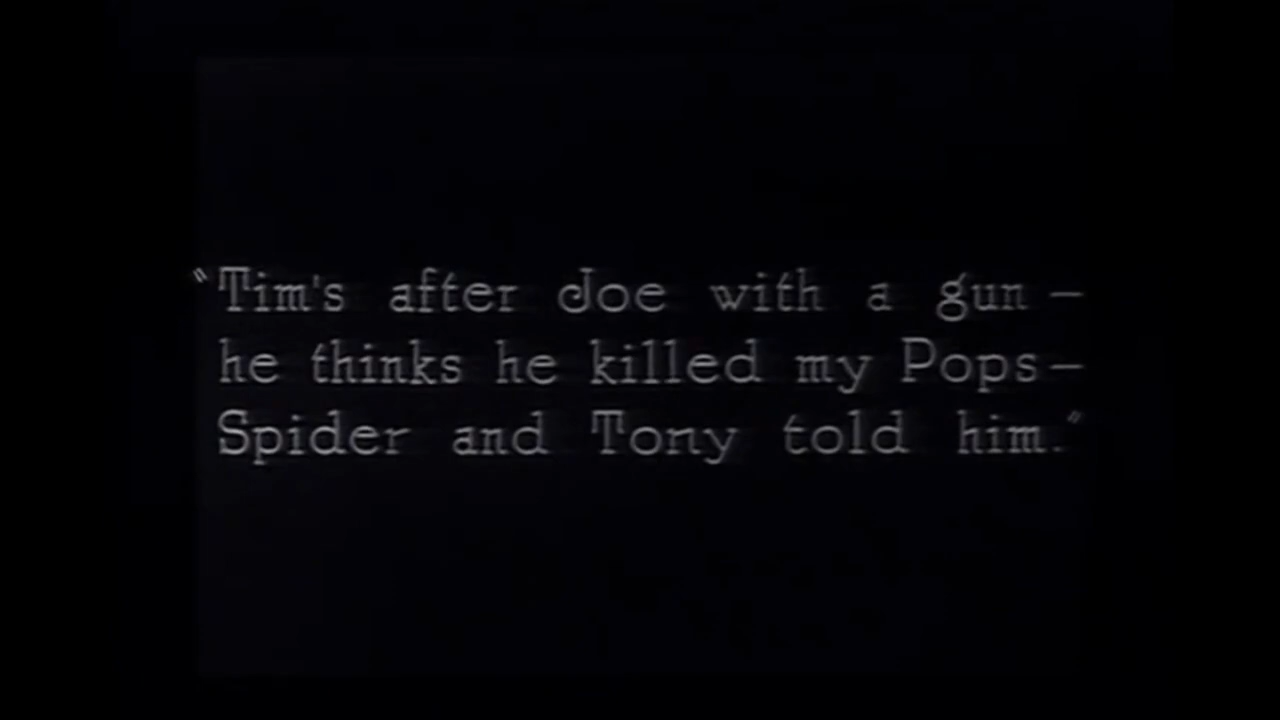 "Tim's after Joe with a gun –
he thinks he killed my Pops –
Spider and Tony told him."